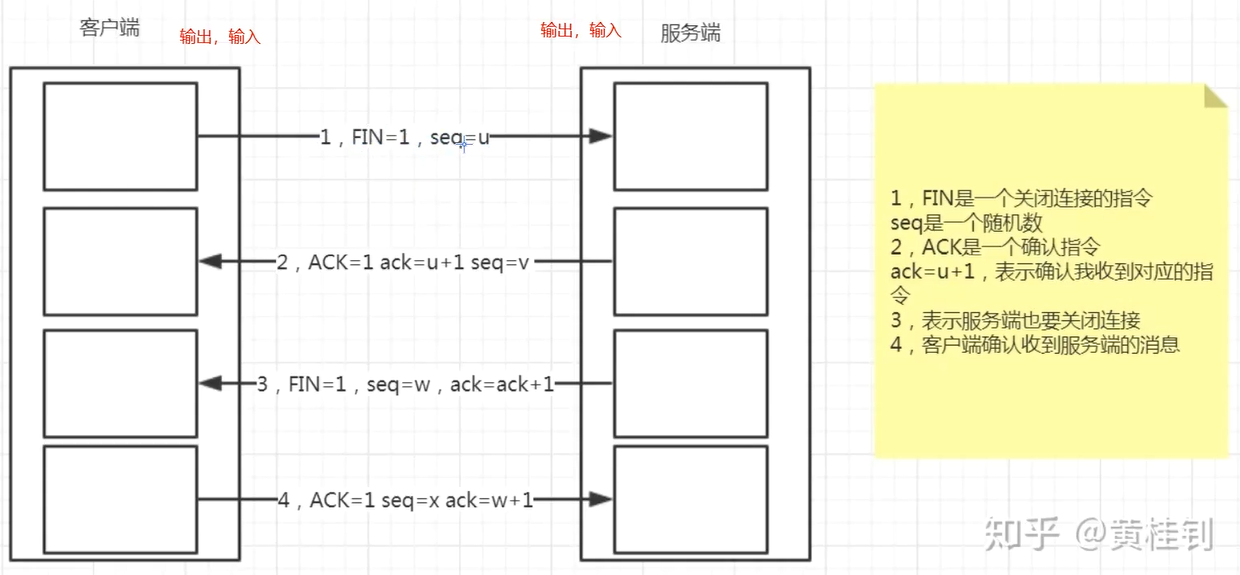 客户端
输出，输入
输出，输入
服务端
1，FIN=1，seq=u
2，ACK=1 ack=u+1 seq=v
3，FIN=1，seq=w，ack=ack+1
4，ACK=1 seq=x ack=w+1
1，FIN是一个关闭连接的指令
seq是一个随机数
2，ACK是一个确认指令
ack=u+1，表示确认我收到对应的指
令
3，表示服务端也要关闭连接
4，客户端确认收到服务端的消息
知乎 @黄桂钊